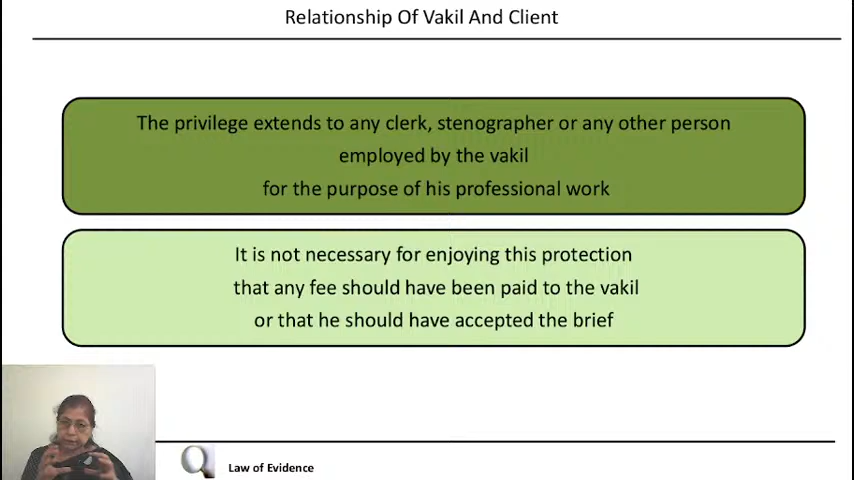 Relationship Of Vakil And Client
The privilege extends to any clerk, stenographer or any other person
employed by the vakil
for the purpose of his professional work
It is not necessary for enjoying this protection
that any fee should have been paid to the vakil
or that he should have accepted the brief
Law of Evidence